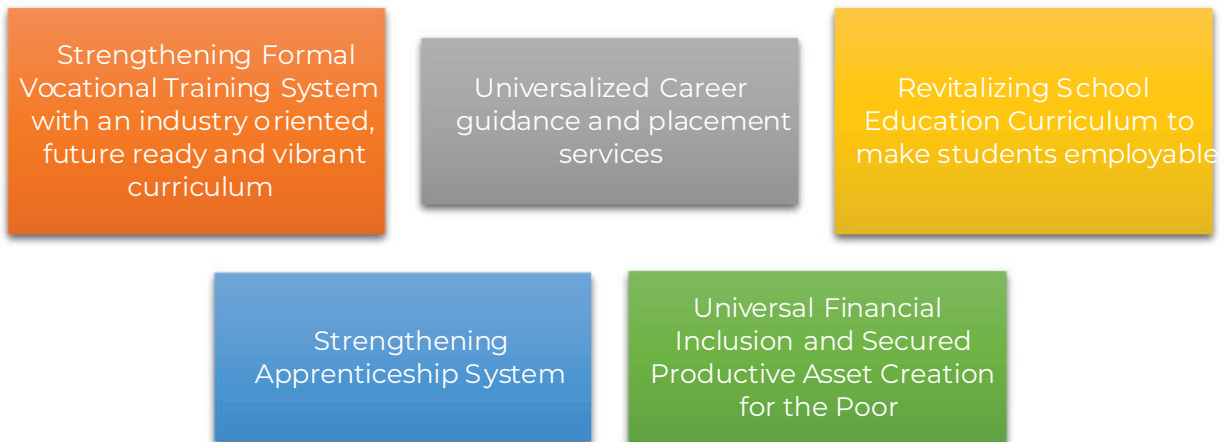 Strengthening Formal
Vocational Training System
with an industry oriented,
future ready and vibrant
curriculum
Universalized Career
guidance and placement
services
Revitalizing School
Education Curriculum to
make students employable
Strengthening
Apprenticeship System
Universal Financial
Inclusion and Secured
Productive Asset Creation
for the Poor